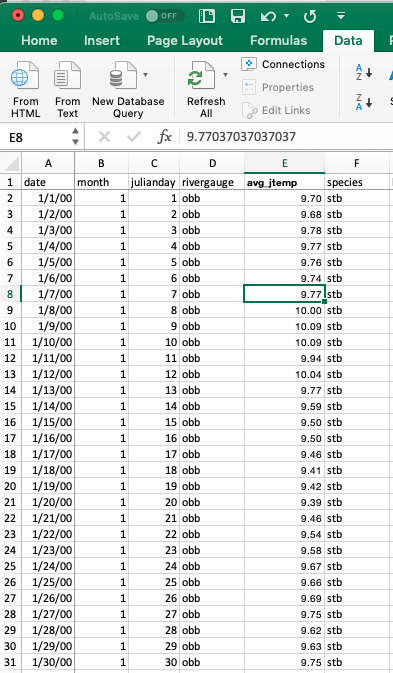 AutoSave OFF
Home Insert Page Layout Formulas Data
From HTML From Text New Database Query Refresh All Connections Properties Edit Links
E8 fx 9.77037037037037
A B C D E F
1 date month julianday rivergauge avg_jtemp species
2 1/1/00 1 1 obb 9.70 stb
3 1/2/00 1 2 obb 9.68 stb
4 1/3/00 1 3 obb 9.78 stb
5 1/4/00 1 4 obb 9.77 stb
6 1/5/00 1 5 obb 9.76 stb
7 1/6/00 1 6 obb 9.74 stb
8 1/7/00 1 7 obb 9.77 stb
9 1/8/00 1 8 obb 10.00 stb
10 1/9/00 1 9 obb 10.09 stb
11 1/10/00 1 10 obb 10.09 stb
12 1/11/00 1 11 obb 9.94 stb
13 1/12/00 1 12 obb 10.04 stb
14 1/13/00 1 13 obb 9.77 stb
15 1/14/00 1 14 obb 9.59 stb
16 1/15/00 1 15 obb 9.50 stb
17 1/16/00 1 16 obb 9.50 stb
18 1/17/00 1 17 obb 9.46 stb
19 1/18/00 1 18 obb 9.41 stb
20 1/19/00 1 19 obb 9.42 stb
21 1/20/00 1 20 obb 9.39 stb
22 1/21/00 1 21 obb 9.46 stb
23 1/22/00 1 22 obb 9.54 stb
24 1/23/00 1 23 obb 9.58 stb
25 1/24/00 1 24 obb 9.67 stb
26 1/25/00 1 25 obb 9.66 stb
27 1/26/00 1 26 obb 9.69 stb
28 1/27/00 1 27 obb 9.75 stb
29 1/28/00 1 28 obb 9.62 stb
30 1/29/00 1 29 obb 9.63 stb
31 1/30/00 1 30 obb 9.75 stb